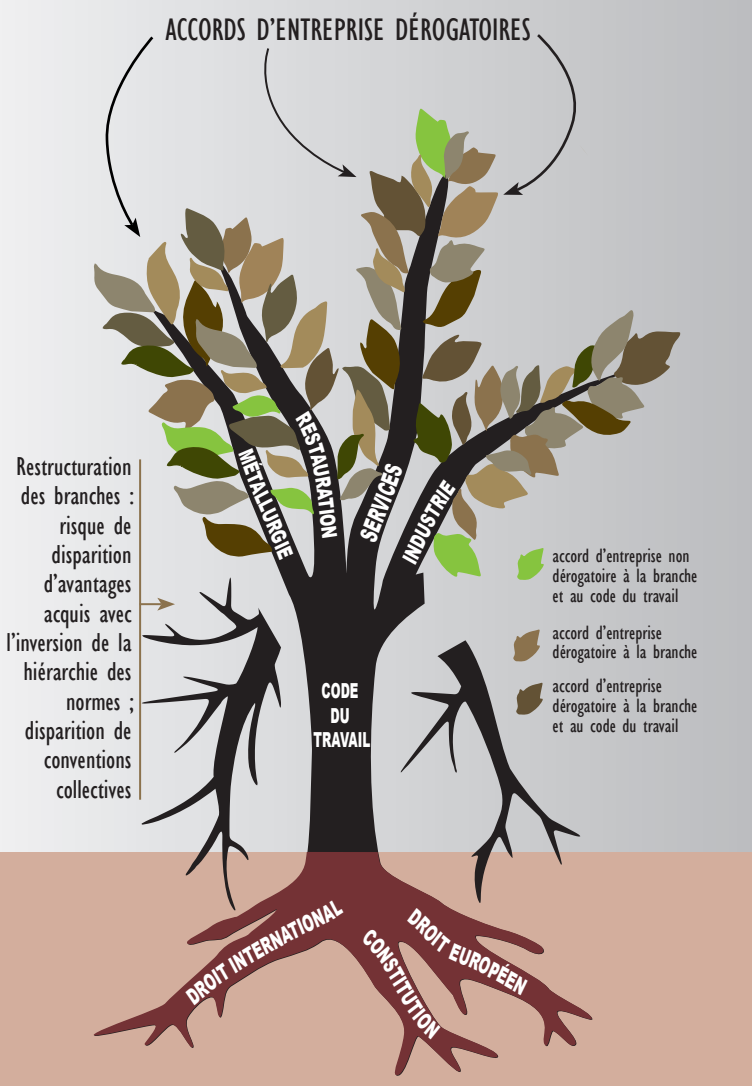 ACCORDS D'ENTREPRISE DÉROGATOIRES
MÉTALLURGIE
RESTAURATION
SERVICES
INDUSTRIE
Restructuration
des branches :
risque de
disparition
d'avantages
acquis avec
l'inversion de la
hiérarchie des
normes ;
disparition de
conventions
collectives
accord d'entreprise non
dérogatoire à la branche
et au code du travail
accord d'entreprise
dérogatoire à la branche
accord d'entreprise
dérogatoire à la branche
et au code du travail
CODE
DU
TRAVAIL
DROIT INTERNATIONAL
CONSTITUTION
DROIT EUROPÉEN